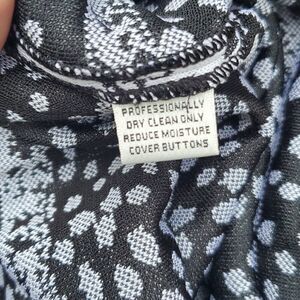 PROFESSIONALLY
DRY CLEAN ONLY
REDUCE MOISTURE
COVER BUTTONS